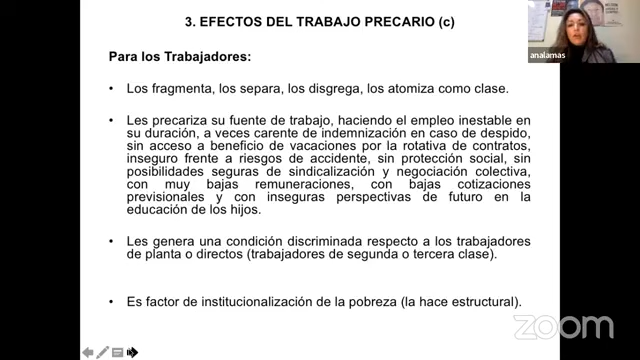 3. EFECTOS DEL TRABAJO PRECARIO (c)
Para los Trabajadores:
• Los fragmenta, los separa, los disgrega, los atomiza como clase.
• Les precariza su fuente de trabajo, haciendo el empleo inestable en
su duración, a veces carente de indemnización en caso de despido,
sin acceso a beneficio de vacaciones por la rotativa de contratos,
inseguro frente a riesgos de accidente, sin protección social, sin
posibilidades seguras de sindicalización y negociación colectiva,
con muy bajas remuneraciones, con bajas cotizaciones
previsionales y con inseguras perspectivas de futuro en la
educación de los hijos.
• Les genera una condición discriminada respecto a los trabajadores
de planta o directos (trabajadores de segunda o tercera clase).
• Es factor de institucionalización de la pobreza (la hace estructural).
analamas
zoom